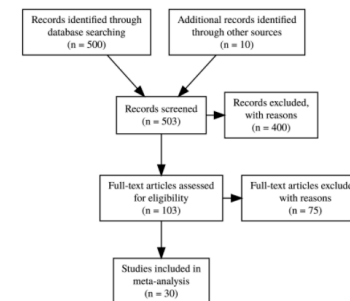 Records identified through
database searching
(n = 500)
Additional records identified
through other sources
(n = 10)
Records screened
(n = 503)
Records excluded,
with reasons
(n = 400)
Full-text articles assessed
for eligibility
(n = 103)
Full-text articles exclude
with reasons
(n = 75)
Studies included in
meta-analysis
(n = 30)